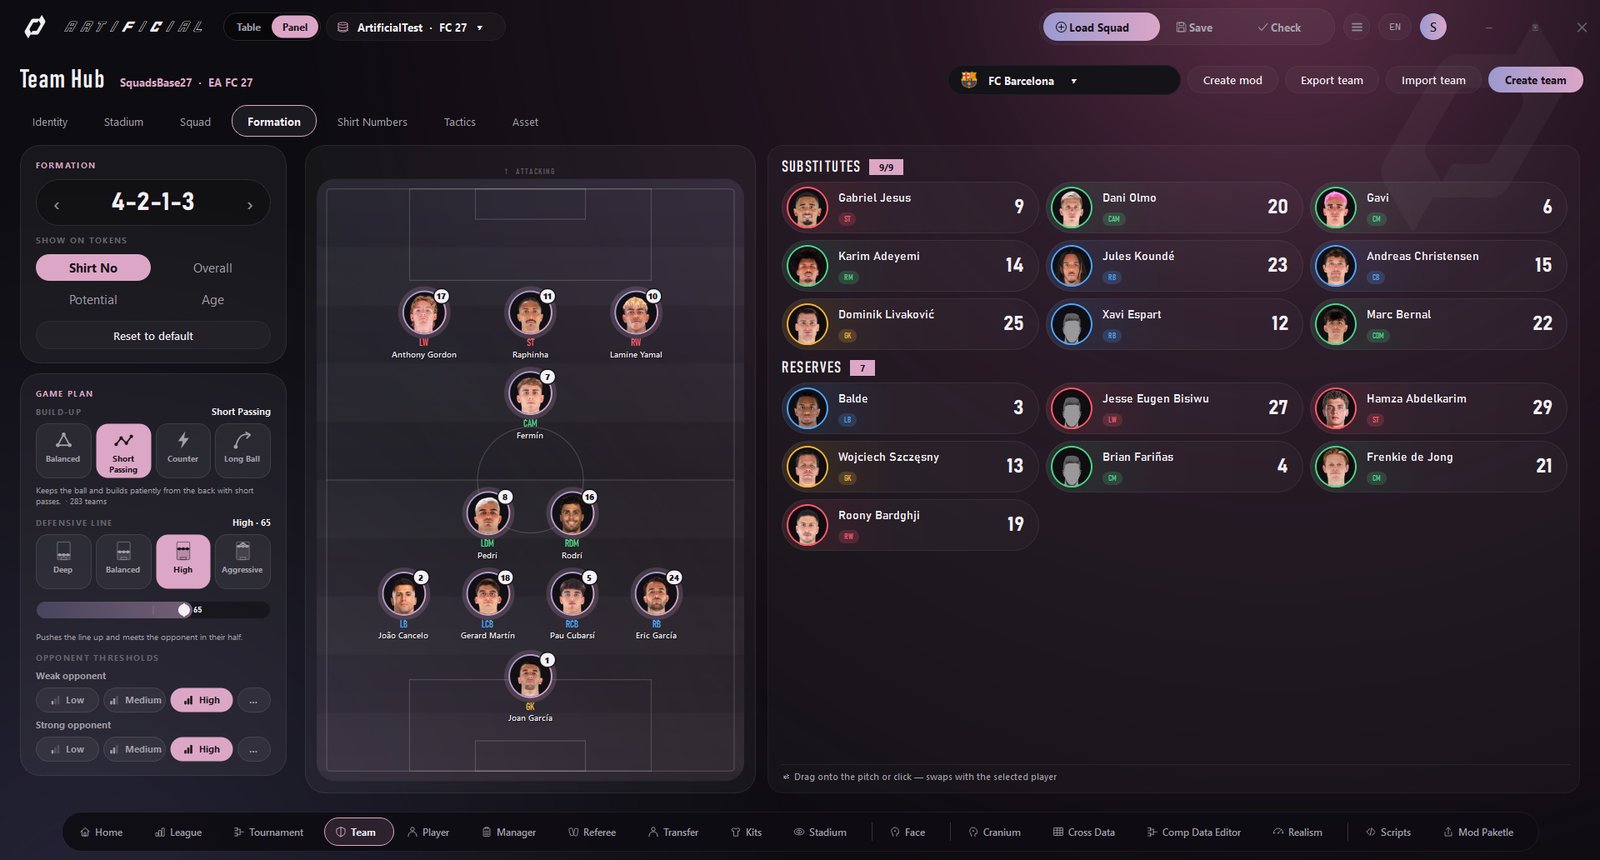 ARTIFICIAL
Table
Panel
ArtificialTest · FC 27
Load Squad
Save
Check
EN
S
Team Hub
SquadsBase27 · EA FC 27
FC Barcelona
Create mod
Export team
Import team
Create team
Identity
Stadium
Squad
Formation
Shirt Numbers
Tactics
Asset
FORMATION
4-2-1-3
SHOW ON TOKENS
Shirt No
Overall
Potential
Age
Reset to default
GAME PLAN
BUILD-UP
Short Passing
Balanced
Short
Passing
Counter
Long Ball
Keeps the ball and builds patiently from the back with short
passes. · 283 teams
DEFENSIVE LINE
High · 65
Deep
Balanced
High
Aggressive
65
Pushes the line up and meets the opponent in their half.
OPPONENT THRESHOLDS
Weak opponent
Low
Medium
High
...
Strong opponent
Low
Medium
High
...
↑ ATTACKING
17
LW
Anthony Gordon
11
ST
Raphinha
10
RW
Lamine Yamal
7
CAM
Fermín
8
LDM
Pedri
16
RDM
Rodri
2
LB
João Cancelo
18
LCB
Gerard Martín
5
RCB
Pau Cubarsí
24
RB
Eric García
1
GK
Joan García
SUBSTITUTES
9/9
Gabriel Jesus
ST
9
Dani Olmo
CAM
20
Gavi
CM
6
Karim Adeyemi
RM
14
Jules Koundé
RB
23
Andreas Christensen
CB
15
Dominik Livaković
GK
25
Xavi Espart
RB
12
Marc Bernal
CDM
22
RESERVES
7
Balde
LB
3
Jesse Eugen Bisiwu
LW
27
Hamza Abdelkarim
ST
29
Wojciech Szczęsny
GK
13
Brian Fariñas
CM
4
Frenkie de Jong
CM
21
Roony Bardghji
RW
19
Drag onto the pitch or click — swaps with the selected player
Home
League
Tournament
Team
Player
Manager
Referee
Transfer
Kits
Stadium
Face
Cranium
Cross Data
Comp Data Editor
Realism
Scripts
Mod Paketle